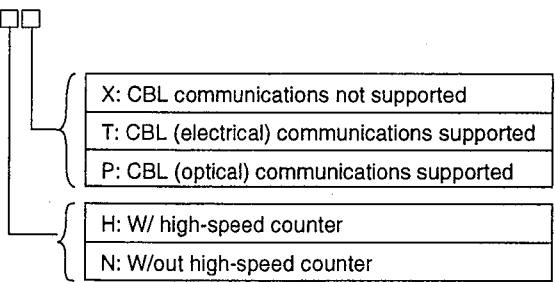 X: CBL communications not supported
T: CBL (electrical) communications supported
P: CBL (optical) communications supported
H: W/ high-speed counter
N: W/out high-speed counter